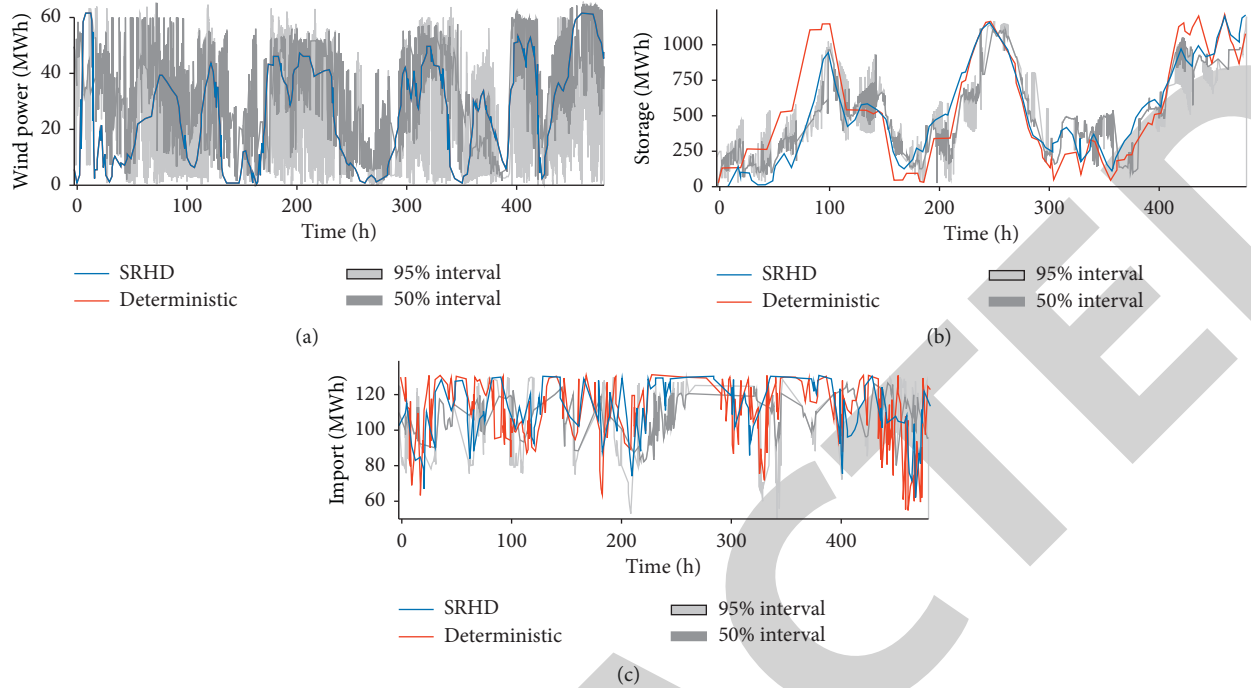 Wind power (MWh)
60
40
20
0
0 100 200 300 400
Time (h)
SRHD
Deterministic
95% interval
50% interval
(a)
Storage (MWh)
1000
750
500
250
0
0 100 200 300 400
Time (h)
SRHD
Deterministic
95% interval
50% interval
(b)
Import (MWh)
120
100
80
60
0 100 200 300 400
Time (h)
SRHD
Deterministic
95% interval
50% interval
(c)
CTED